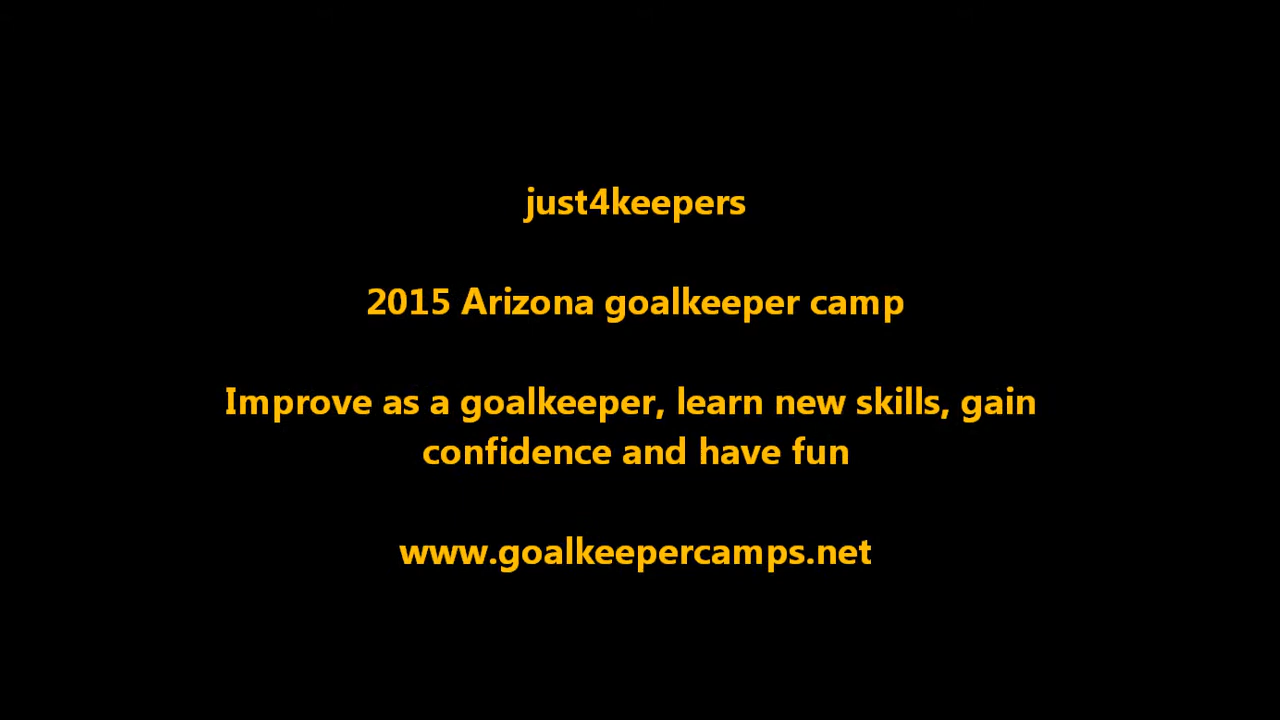 just4keepers
2015 Arizona goalkeeper camp
Improve as a goalkeeper, learn new skills, gain
confidence and have fun
www.goalkeepercamps.net